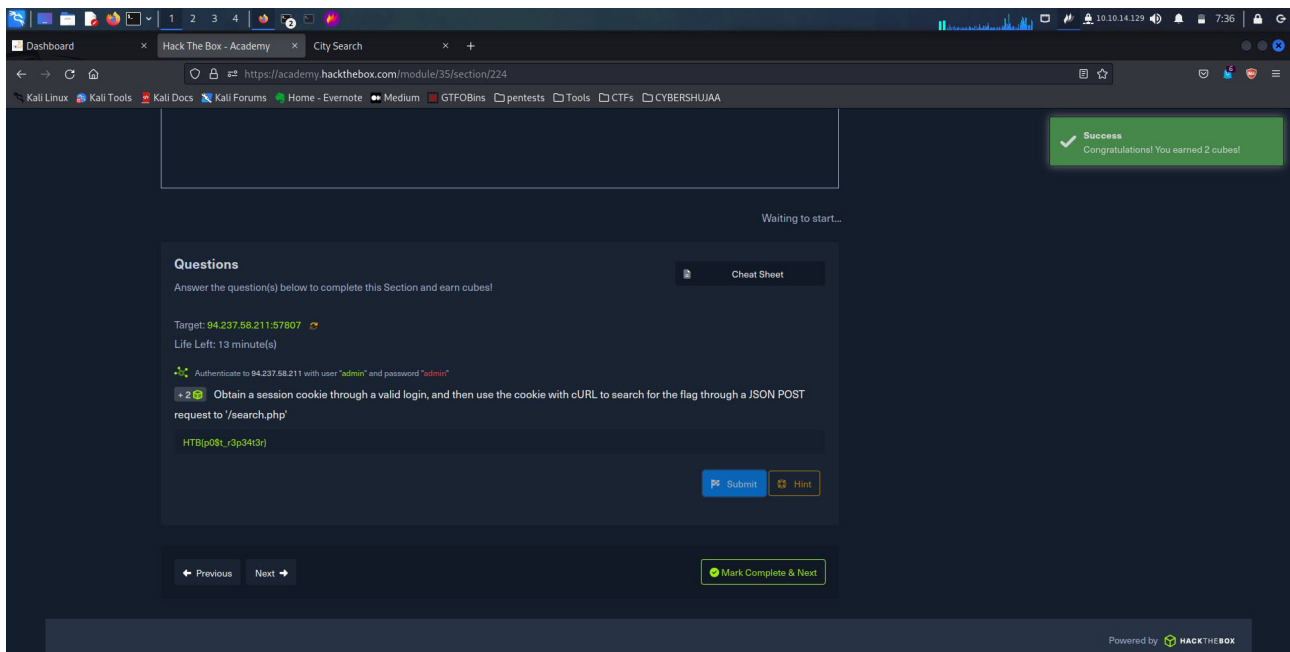 1 2 3 4 2 10.10.14.129 7:36
Dashboard × Hack The Box - Academy × City Search × +
https://academy.hackthebox.com/module/35/section/224 6
Kali Linux Kali Tools Kali Docs Kali Forums Home - Evernote Medium GTFOBins pentests Tools CTFs CYBERSHUJAA
Success
Congratulations! You earned 2 cubes!
Waiting to start...
Questions
Cheat Sheet
Answer the question(s) below to complete this Section and earn cubes!
Target: 94.237.58.211:57807
Life Left: 13 minute(s)
Authenticate to 94.237.58.211 with user "admin" and password "admin"
+ 2 Obtain a session cookie through a valid login, and then use the cookie with cURL to search for the flag through a JSON POST
request to '/search.php'
HTB{p0$t_r3p34t3r}
Submit Hint
Previous Next Mark Complete & Next
Powered by HACKTHEBOX